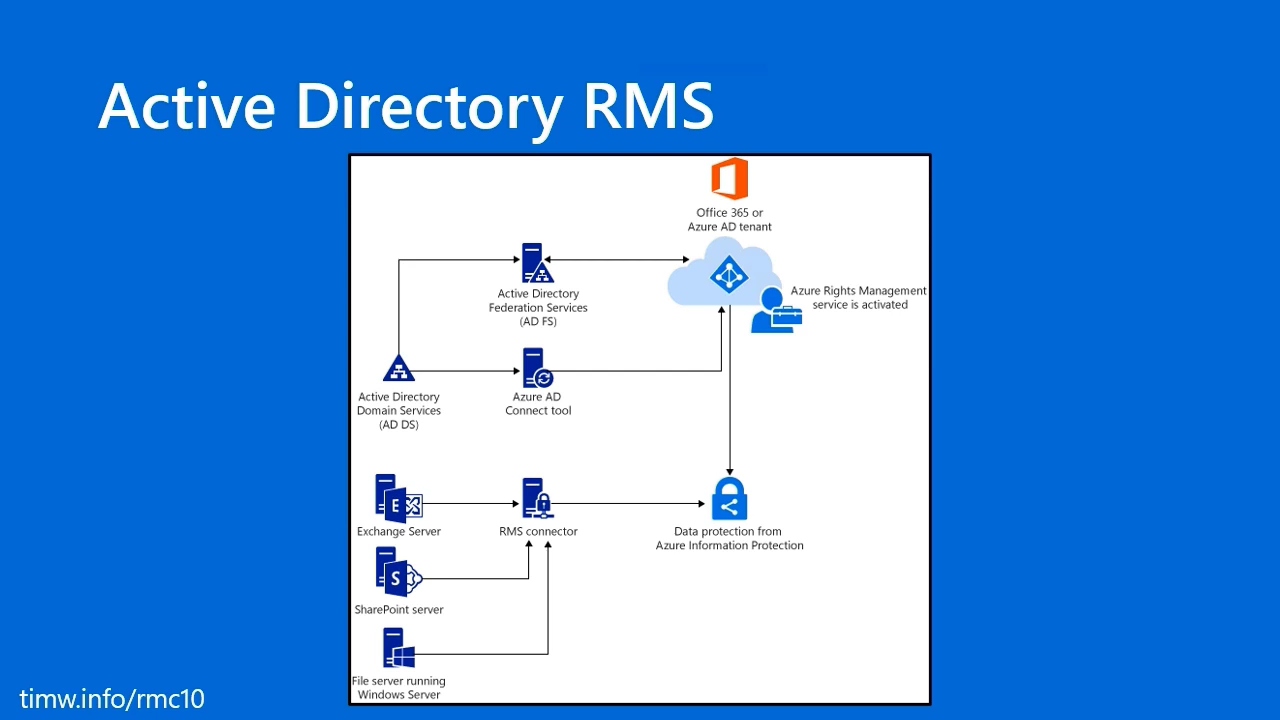 Active Directory RMS
Office 365 or
Azure AD tenant
Azure Rights Management
service is activated
Active Directory
Federation Services
(AD FS)
Active Directory
Domain Services
(AD DS)
Azure AD
Connect tool
E
Exchange Server
RMS connector
Data protection from
Azure Information Protection
S
SharePoint server
File server running
Windows Server
timw.info/rmc10